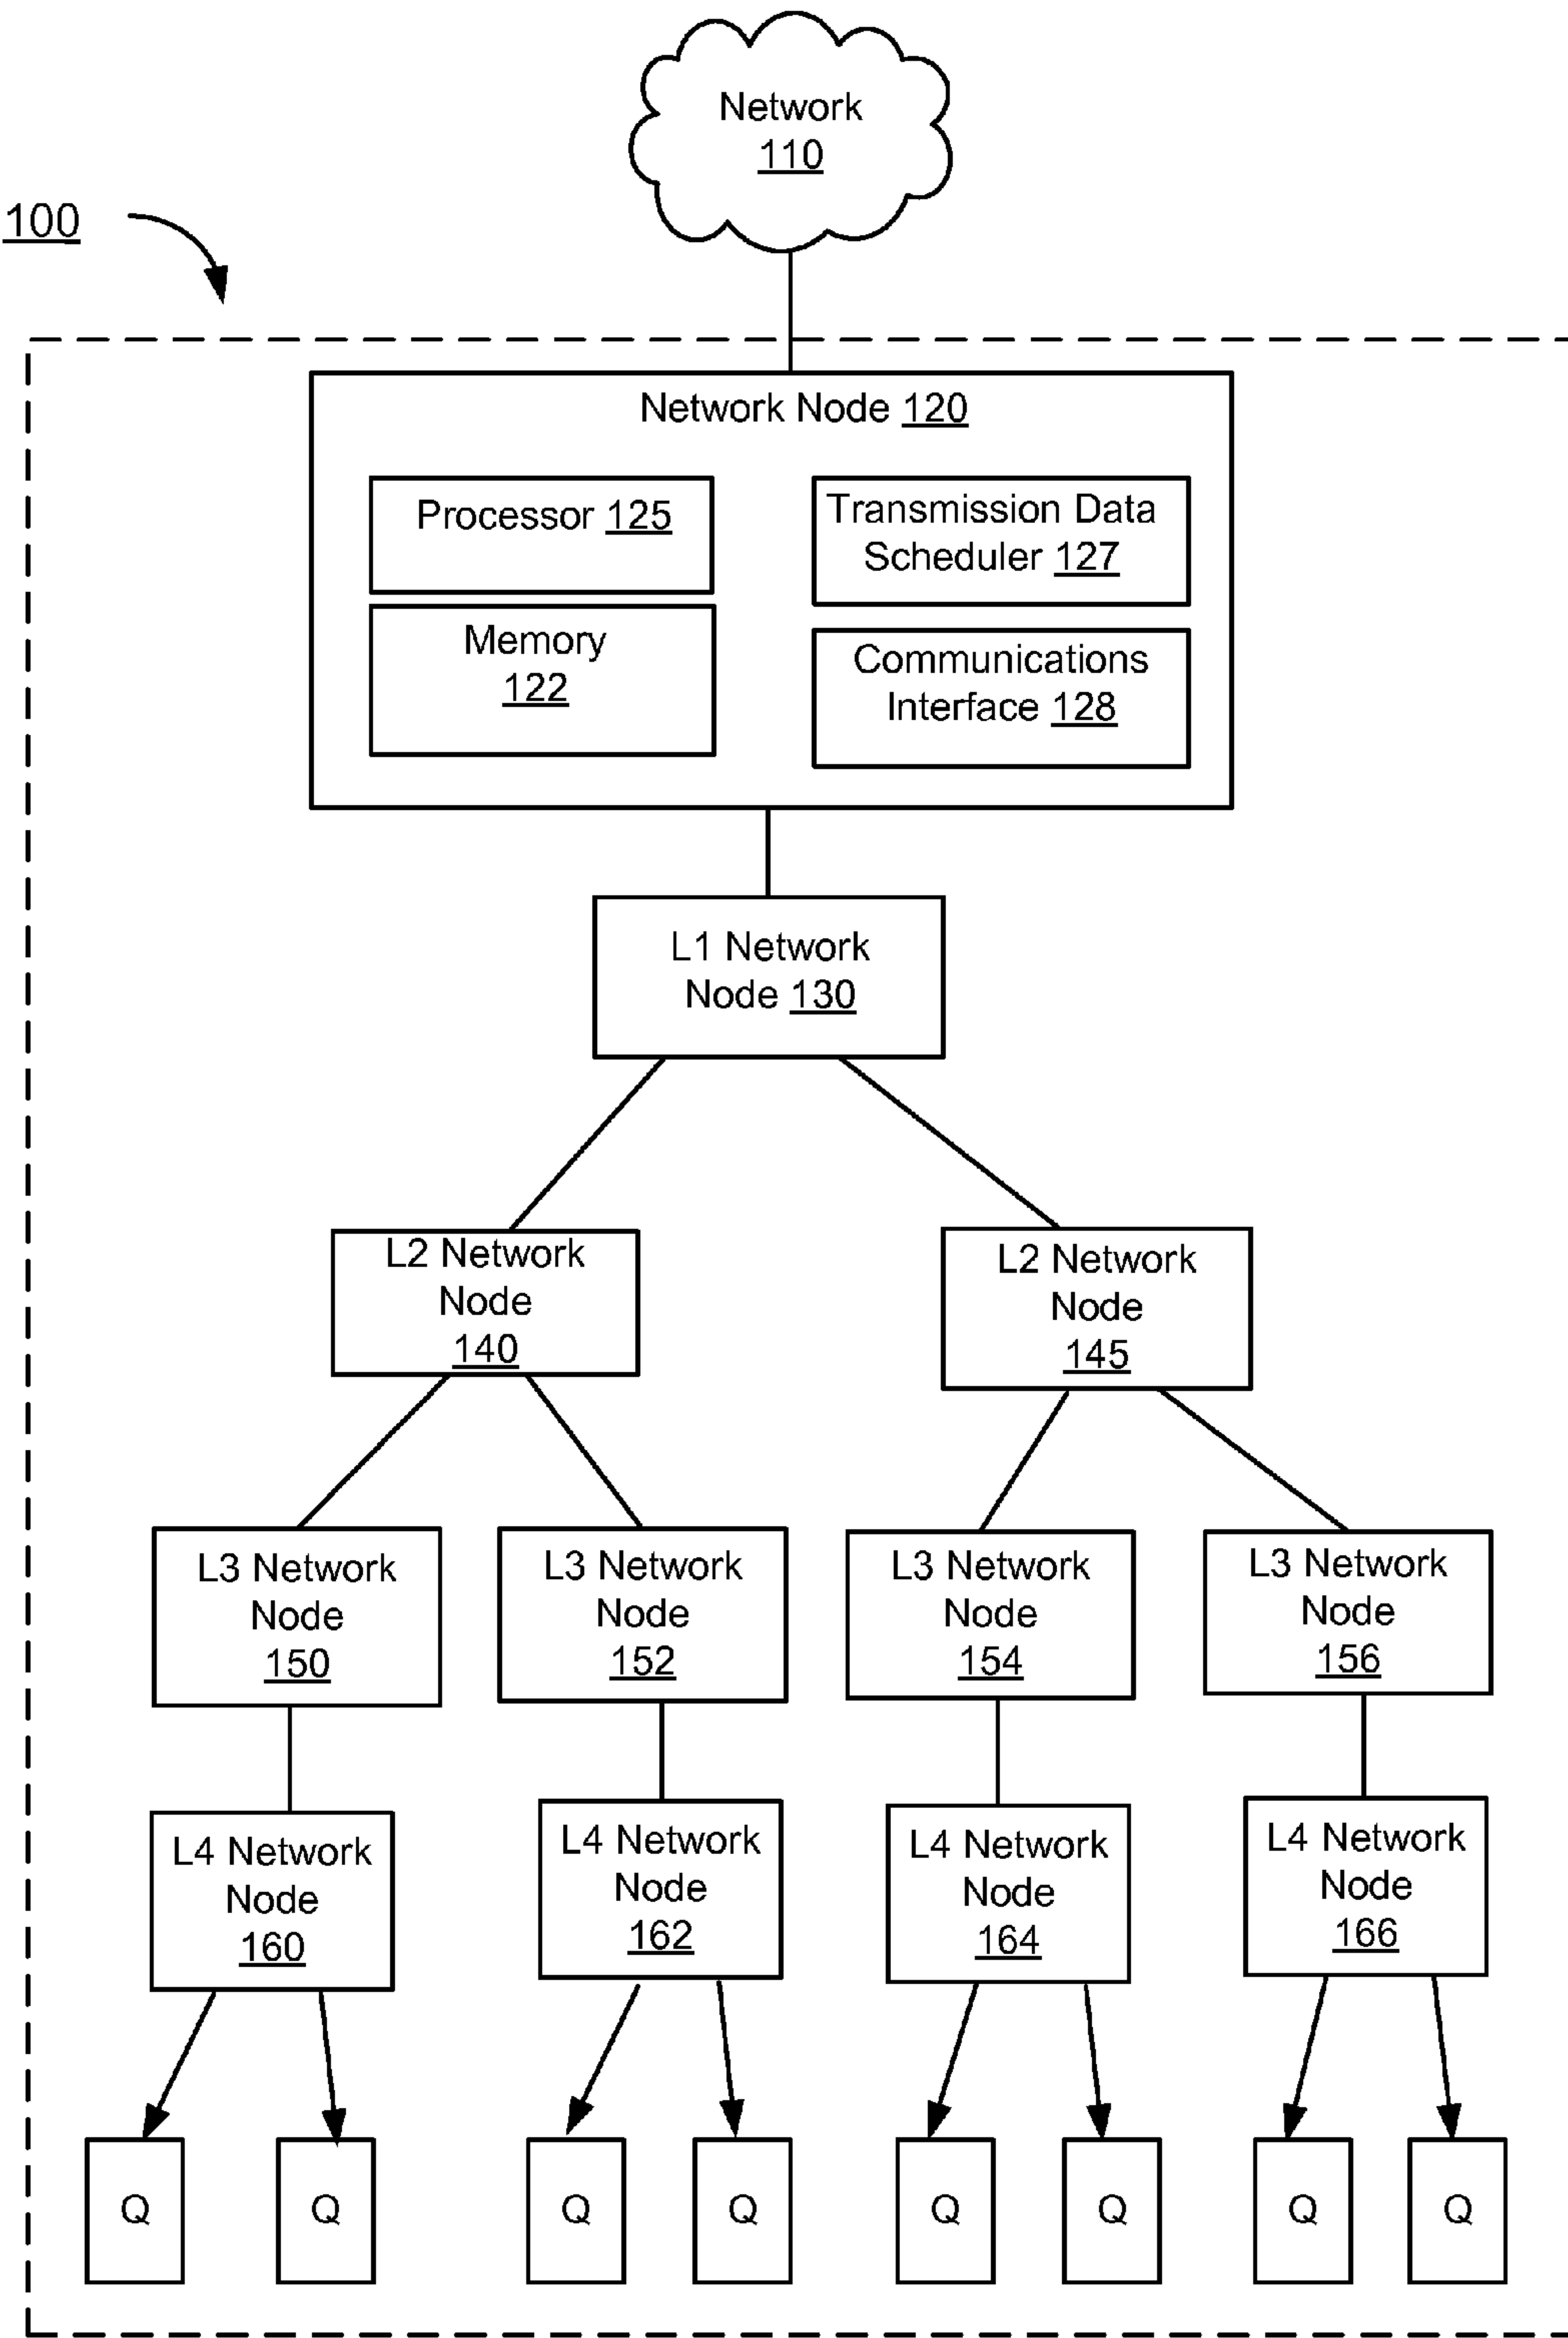 Network
110
100
Network Node 120
Processor 125
Transmission Data
Scheduler 127
Memory
122
Communications
Interface 128
L1 Network
Node 130
L2 Network
Node
140
L2 Network
Node
145
L3 Network
Node
150
L3 Network
Node
152
L3 Network
Node
154
L3 Network
Node
156
L4 Network
Node
160
L4 Network
Node
162
L4 Network
Node
164
L4 Network
Node
166
Q
Q
Q
Q
Q
Q
Q
Q